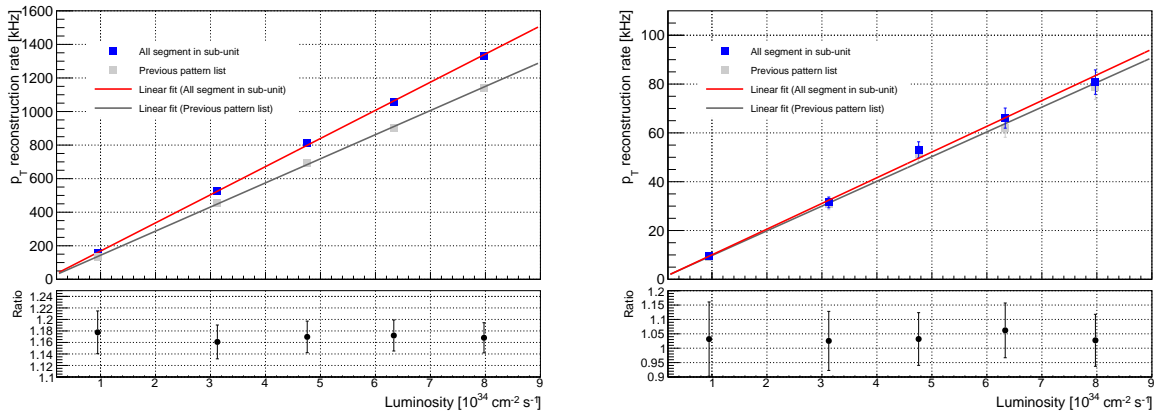 p_T reconstruction rate [kHz]
1600
1400
1200
1000
800
600
400
200
0
All segment in sub-unit
Previous pattern list
Linear fit (All segment in sub-unit)
Linear fit (Previous pattern list)
Ratio
1.24
1.22
1.2
1.18
1.16
1.14
1.12
1.1
1 2 3 4 5 6 7 8 9
Luminosity [10³⁴ cm⁻² s⁻¹]
p_T reconstruction rate [kHz]
100
80
60
40
20
0
All segment in sub-unit
Previous pattern list
Linear fit (All segment in sub-unit)
Linear fit (Previous pattern list)
Ratio
1.2
1.15
1.1
1.05
1
0.95
0.9
1 2 3 4 5 6 7 8 9
Luminosity [10³⁴ cm⁻² s⁻¹]